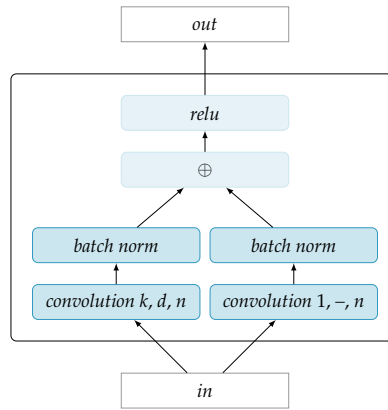 out
relu
⊕
batch norm batch norm
convolution k, d, n convolution 1, –, n
in